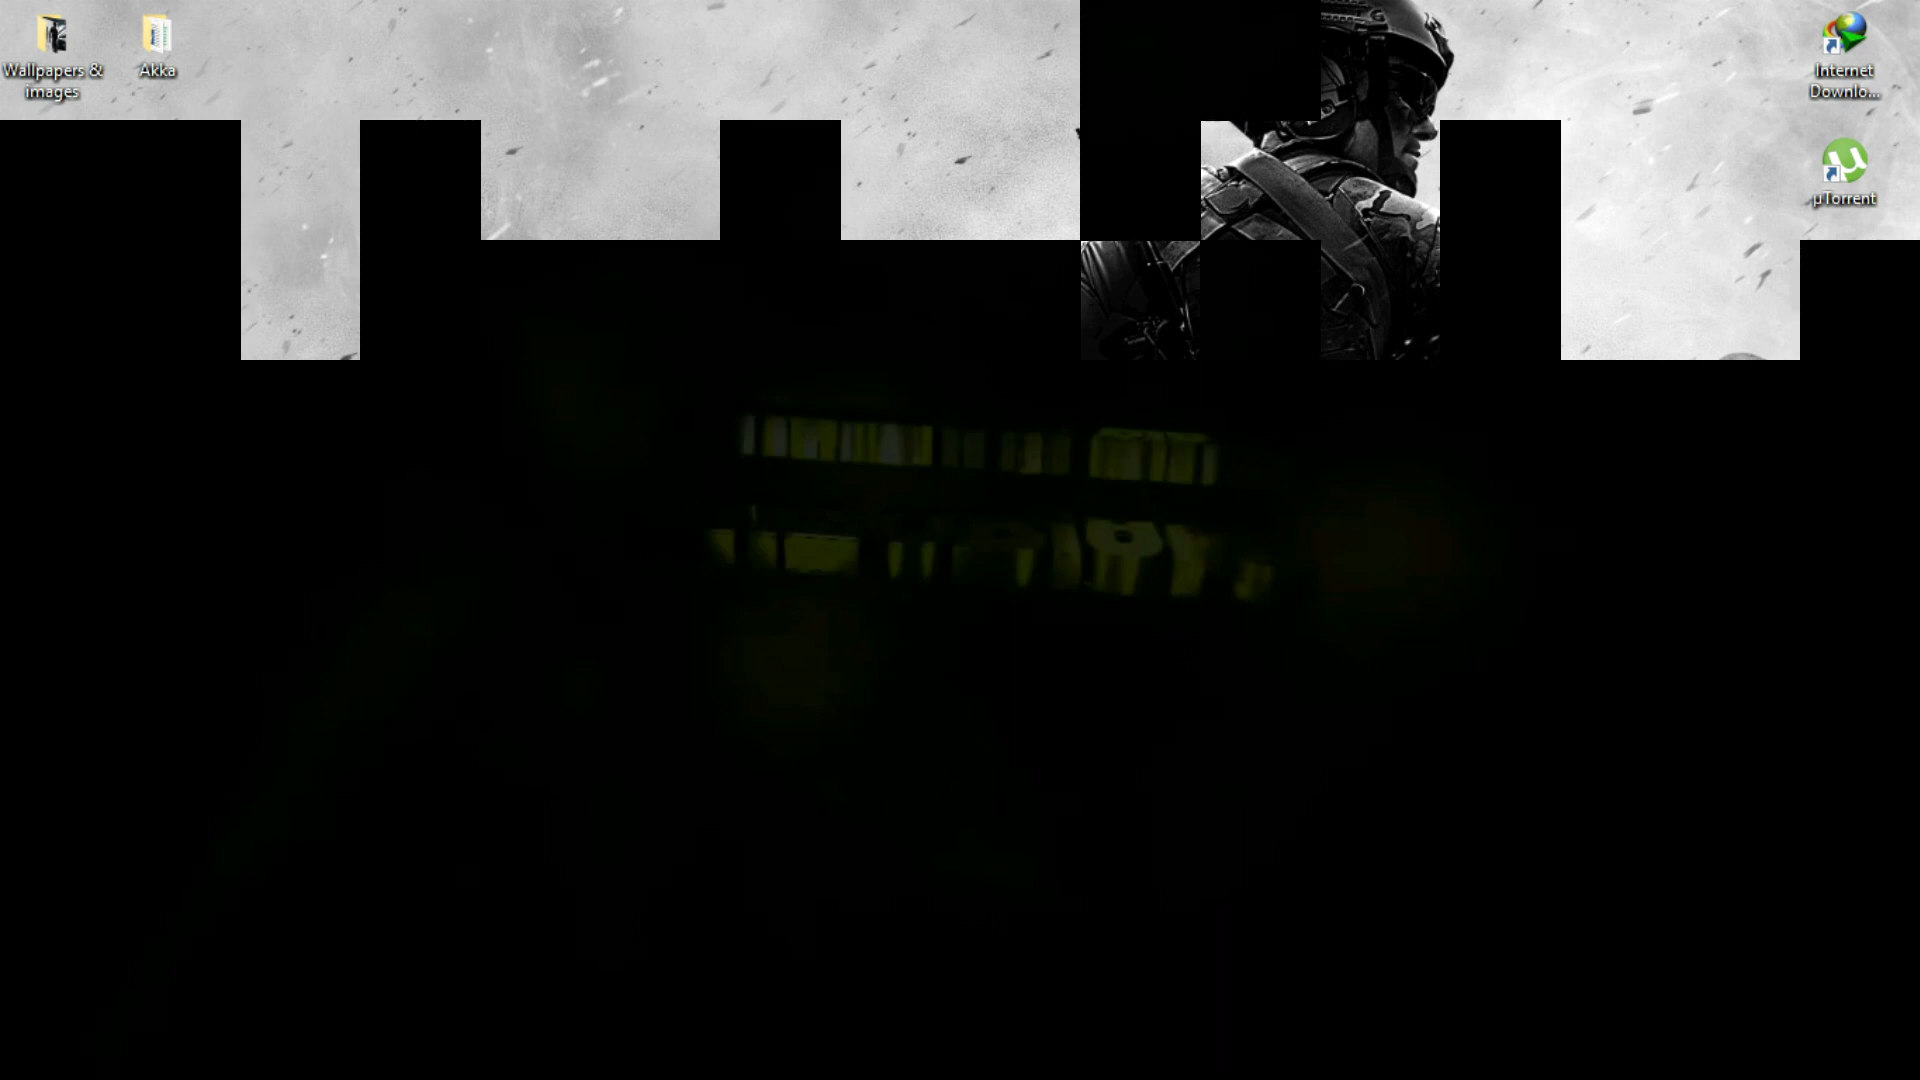 Wallpapers &
images
Akka
Internet
Downlo...
µTorrent